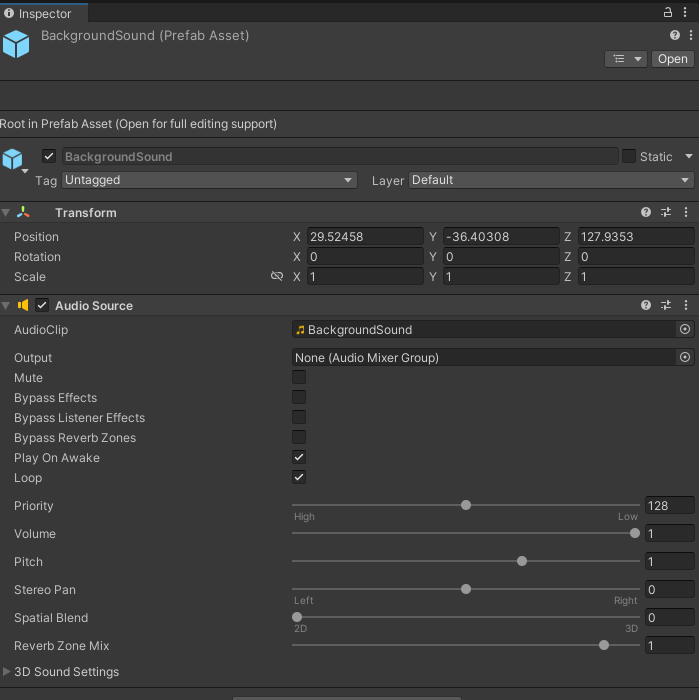 Inspector
BackgroundSound (Prefab Asset)
Open
Root in Prefab Asset (Open for full editing support)
BackgroundSound Static
Tag Untagged Layer Default
Transform
Position X 29.52458 Y -36.40308 Z 127.9353
Rotation X 0 Y 0 Z 0
Scale X 1 Y 1 Z 1
Audio Source
AudioClip BackgroundSound
Output None (Audio Mixer Group)
Mute
Bypass Effects
Bypass Listener Effects
Bypass Reverb Zones
Play On Awake
Loop
Priority 128
High Low
Volume 1
Pitch 1
Stereo Pan 0
Left Right
Spatial Blend 0
2D 3D
Reverb Zone Mix 1
3D Sound Settings